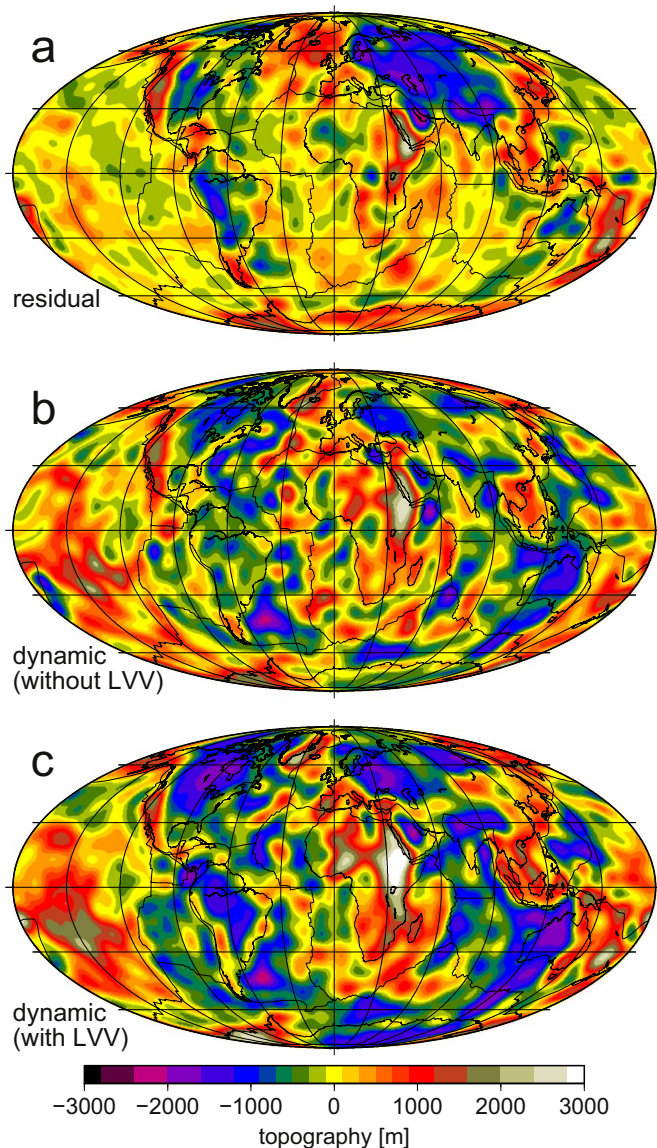 a
residual
b
dynamic
(without LVV)
c
dynamic
(with LVV)
−3000 −2000 −1000 0 1000 2000 3000
topography [m]